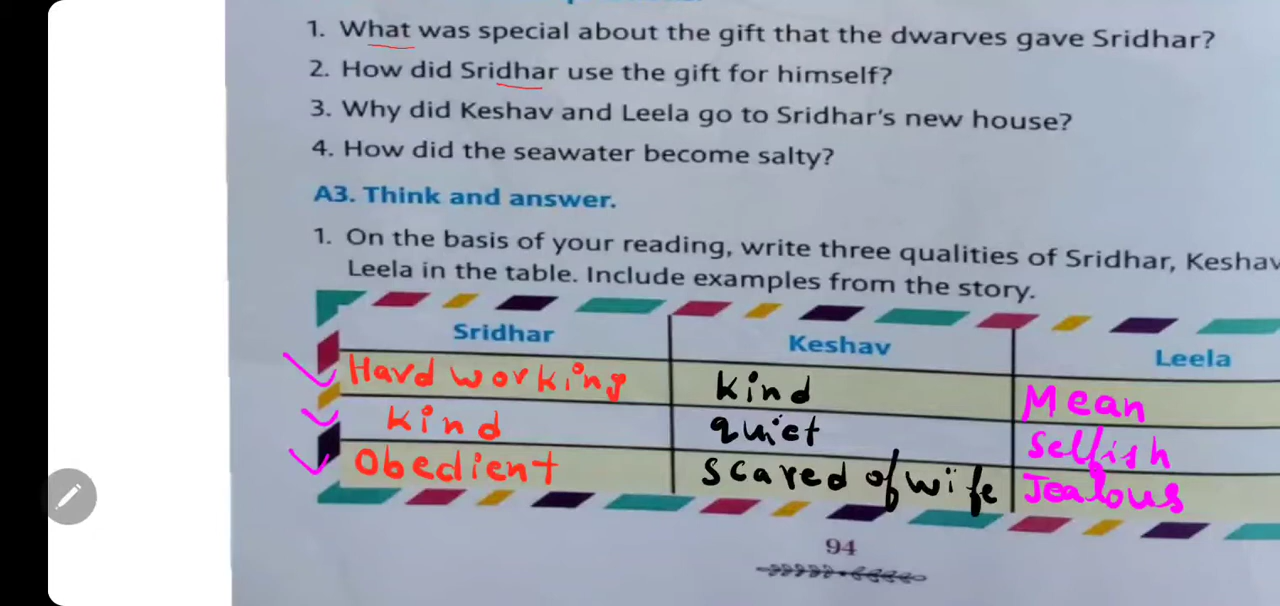 1. What was special about the gift that the dwarves gave Sridhar?
2. How did Sridhar use the gift for himself?
3. Why did Keshav and Leela go to Sridhar's new house?
4. How did the seawater become salty?
A3. Think and answer.
1. On the basis of your reading, write three qualities of Sridhar, Keshav
Leela in the table. Include examples from the story.
Sridhar Keshav Leela
Hard working Kind Mean
Kind quiet Selfish
Obedient Scared of wife Jealous
94